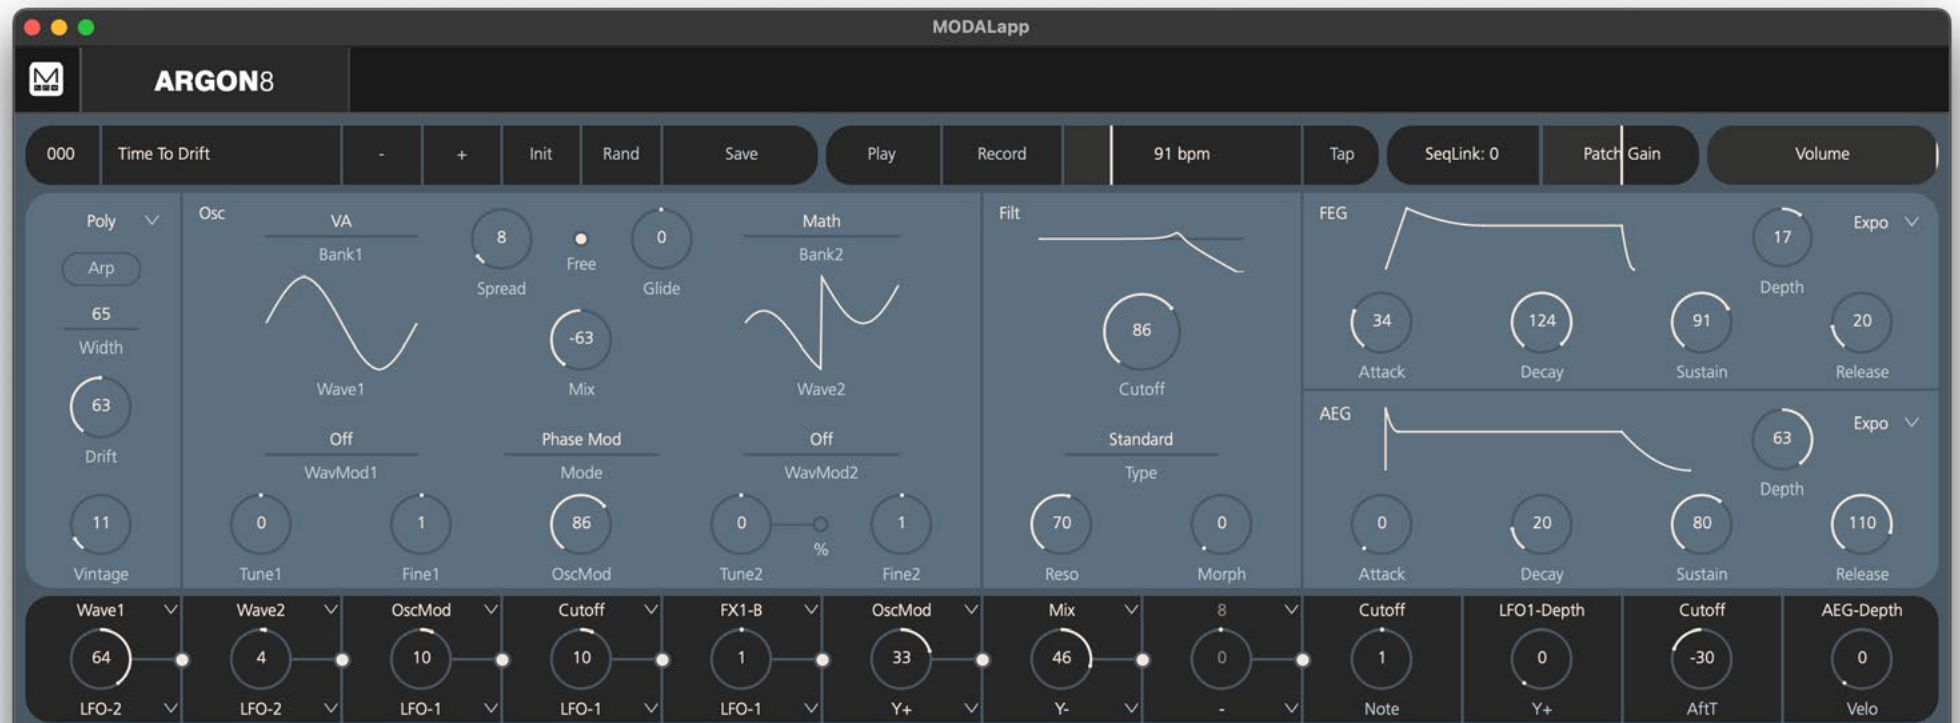 MODALapp
M
ARGON8
000 Time To Drift - + Init Rand Save Play Record 91 bpm Tap SeqLink: 0 Patch Gain Volume
Poly
Arp
65
Width
63
Drift
11
Vintage
Osc
VA
Bank1
8
Spread
Free
0
Glide
Math
Bank2
Wave1
-63
Mix
Wave2
Off
WavMod1
Phase Mod
Mode
Off
WavMod2
0
Tune1
1
Fine1
86
OscMod
0
Tune2
%
1
Fine2
Filt
86
Cutoff
Standard
Type
70
Reso
0
Morph
FEG
17
Depth
Expo
34
Attack
124
Decay
91
Sustain
20
Release
AEG
63
Depth
Expo
0
Attack
20
Decay
80
Sustain
110
Release
Wave1 Wave2 OscMod Cutoff FX1-B OscMod Mix 8 Cutoff LFO1-Depth Cutoff AEG-Depth
64 4 10 10 1 33 46 0 1 0 -30 0
LFO-2 LFO-2 LFO-1 LFO-1 LFO-1 Y+ Y- - Note Y+ AftT Velo